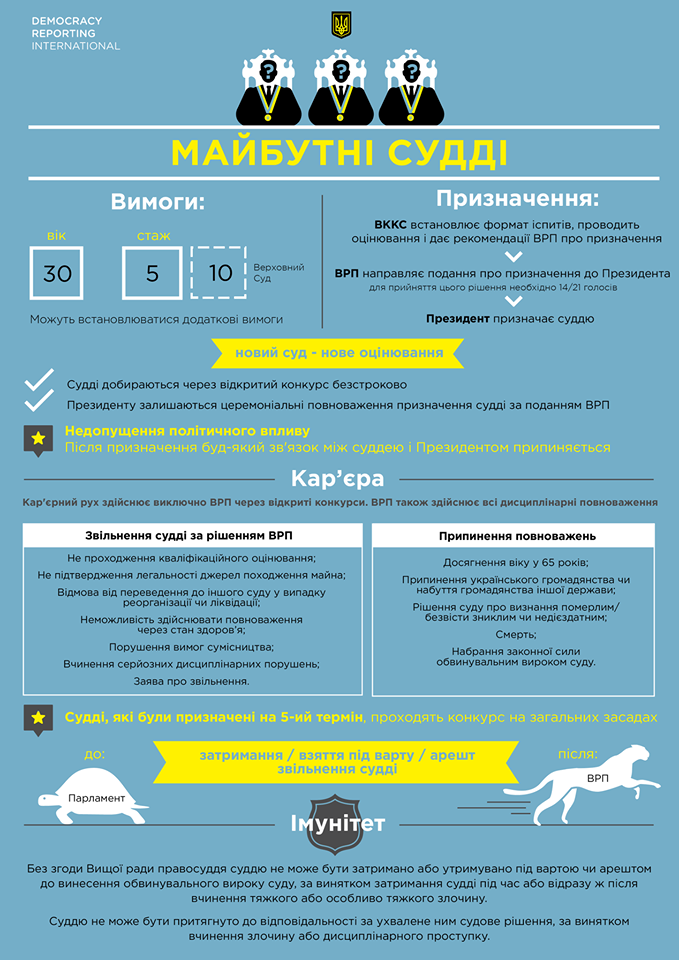 DEMOCRACY
REPORTING
INTERNATIONAL
? ? ?
МАЙБУТНІ СУДДІ
Вимоги:
вік
стаж
30
5
10
Верховний
Суд
Можуть встановлюватися додаткові вимоги
Призначення:
ВККС встановлює формат іспитів, проводить
оцінювання і дає рекомендації ВРП про призначення
ВРП направляє подання про призначення до Президента
для прийняття цього рішення необхідно 14/21 голосів
Президент призначає суддю
новий суд - нове оцінювання
Судді добираються через відкритий конкурс безстроково
Президенту залишаються церемоніальні повноваження призначення судді за поданням ВРП
Недопущення політичного впливу
Після призначення будь-який зв'язок між суддею і Президентом припиняється
Кар'єра
Кар'єрний рух здійснює виключно ВРП через відкриті конкурси. ВРП також здійснює всі дисциплінарні повноваження
Звільнення судді за рішенням ВРП
Не проходження кваліфікаційного оцінювання;
Не підтвердження легальності джерел походження майна;
Відмова від переведення до іншого суду у випадку
реорганізації чи ліквідації;
Неможливість здійснювати повноваження
через стан здоров'я;
Порушення вимог сумісництва;
Вчинення серйозних дисциплінарних порушень;
Заява про звільнення.
Припинення повноважень
Досягнення віку у 65 років;
Припинення українського громадянства чи
набуття громадянства іншої держави;
Рішення суду про визнання померлим/
безвісти зниклим чи недієздатним;
Смерть;
Набрання законної сили
обвинувальним вироком суду.
Судді, які були призначені на 5-ий термін, проходять конкурс на загальних засадах
до:
затримання / взяття під варту / арешт
звільнення судді
після:
Парламент
ВРП
Імунітет
Без згоди Вищої ради правосуддя суддю не може бути затримано або утримувано під вартою чи арештом
до винесення обвинувального вироку суду, за винятком затримання судді під час або відразу ж після
вчинення тяжкого або особливо тяжкого злочину.
Суддю не може бути притягнуто до відповідальності за ухвалене ним судове рішення, за винятком
вчинення злочину або дисциплінарного проступку.